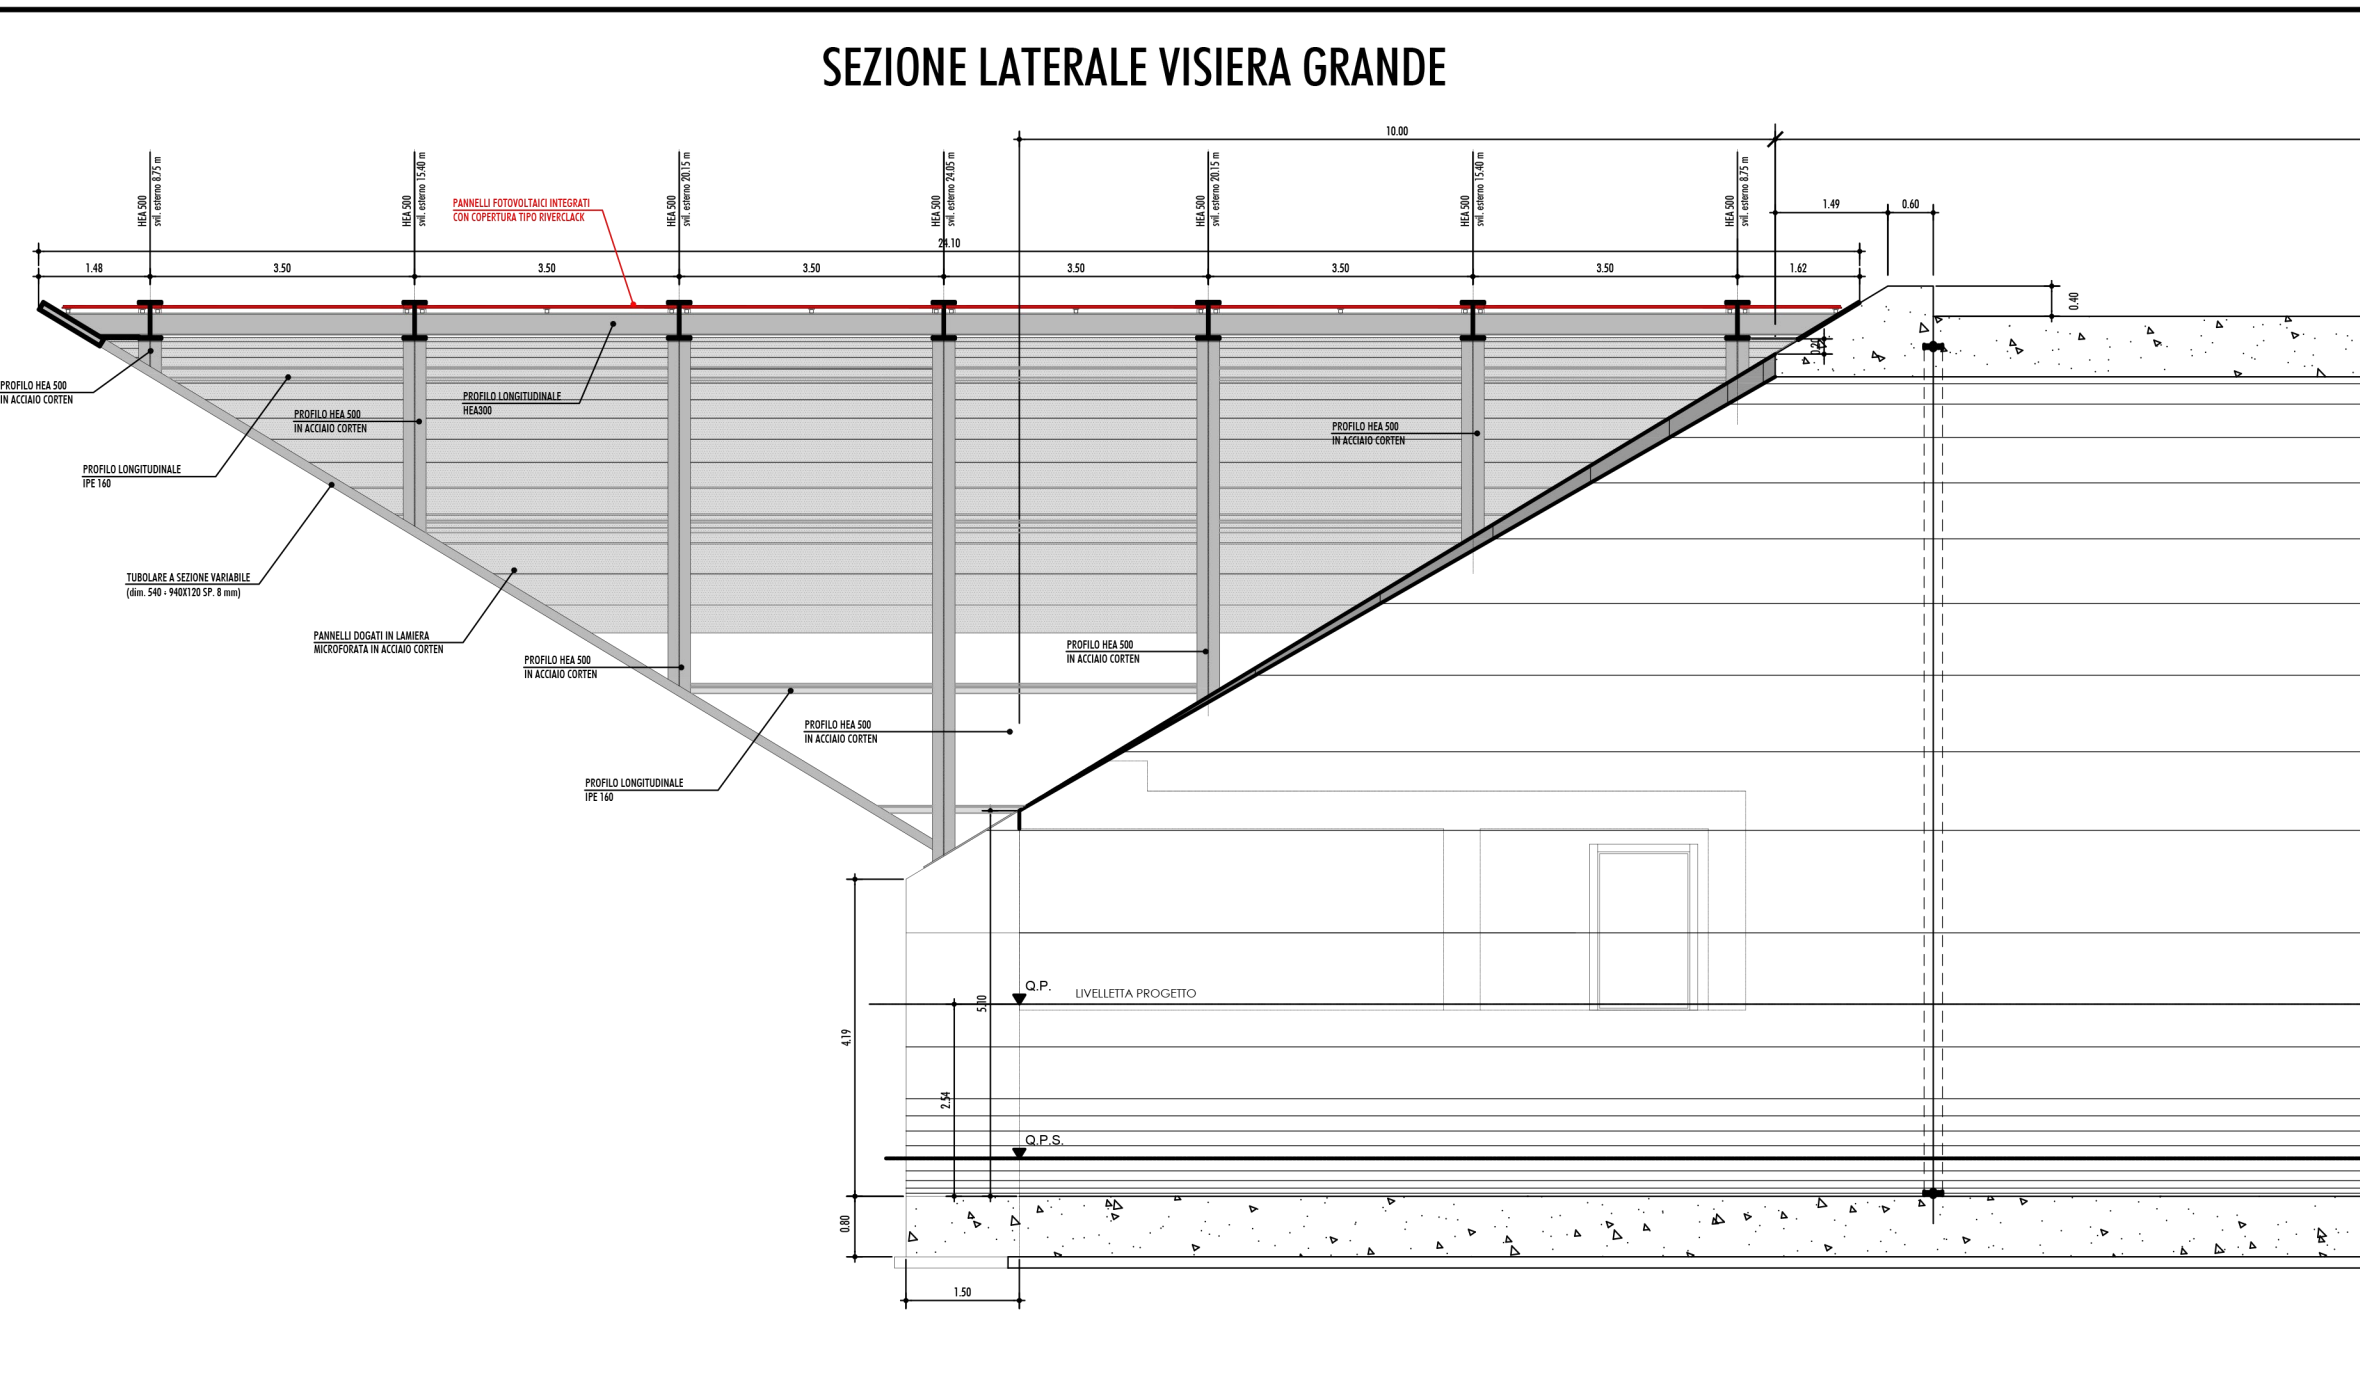 SEZIONE LATERALE VISIERA GRANDE
10.00
HEA 500
svil. esterno 8.75 m
HEA 500
svil. esterno 15.40 m
HEA 500
svil. esterno 20.15 m
HEA 500
svil. esterno 24.05 m
HEA 500
svil. esterno 20.15 m
HEA 500
svil. esterno 15.40 m
HEA 500
svil. esterno 8.75 m
PANNELLI FOTOVOLTAICI INTEGRATI
CON COPERTURA TIPO RIVERCLACK
1.49
0.60
24.10
1.48
3.50
3.50
3.50
3.50
3.50
3.50
1.62
0.40
0.20
PROFILO HEA 500
IN ACCIAIO CORTEN
PROFILO LONGITUDINALE
HEA300
PROFILO HEA 500
IN ACCIAIO CORTEN
PROFILO HEA 500
IN ACCIAIO CORTEN
PROFILO LONGITUDINALE
IPE 160
TUBOLARE A SEZIONE VARIABILE
(dim. 540 ÷ 940X120 SP. 8 mm)
PANNELLI DOGATI IN LAMIERA
MICROFORATA IN ACCIAIO CORTEN
PROFILO HEA 500
IN ACCIAIO CORTEN
PROFILO HEA 500
IN ACCIAIO CORTEN
PROFILO HEA 500
IN ACCIAIO CORTEN
PROFILO LONGITUDINALE
IPE 160
Q.P.
LIVELLETTA PROGETTO
5.10
4.19
2.54
Q.P.S.
0.80
1.50